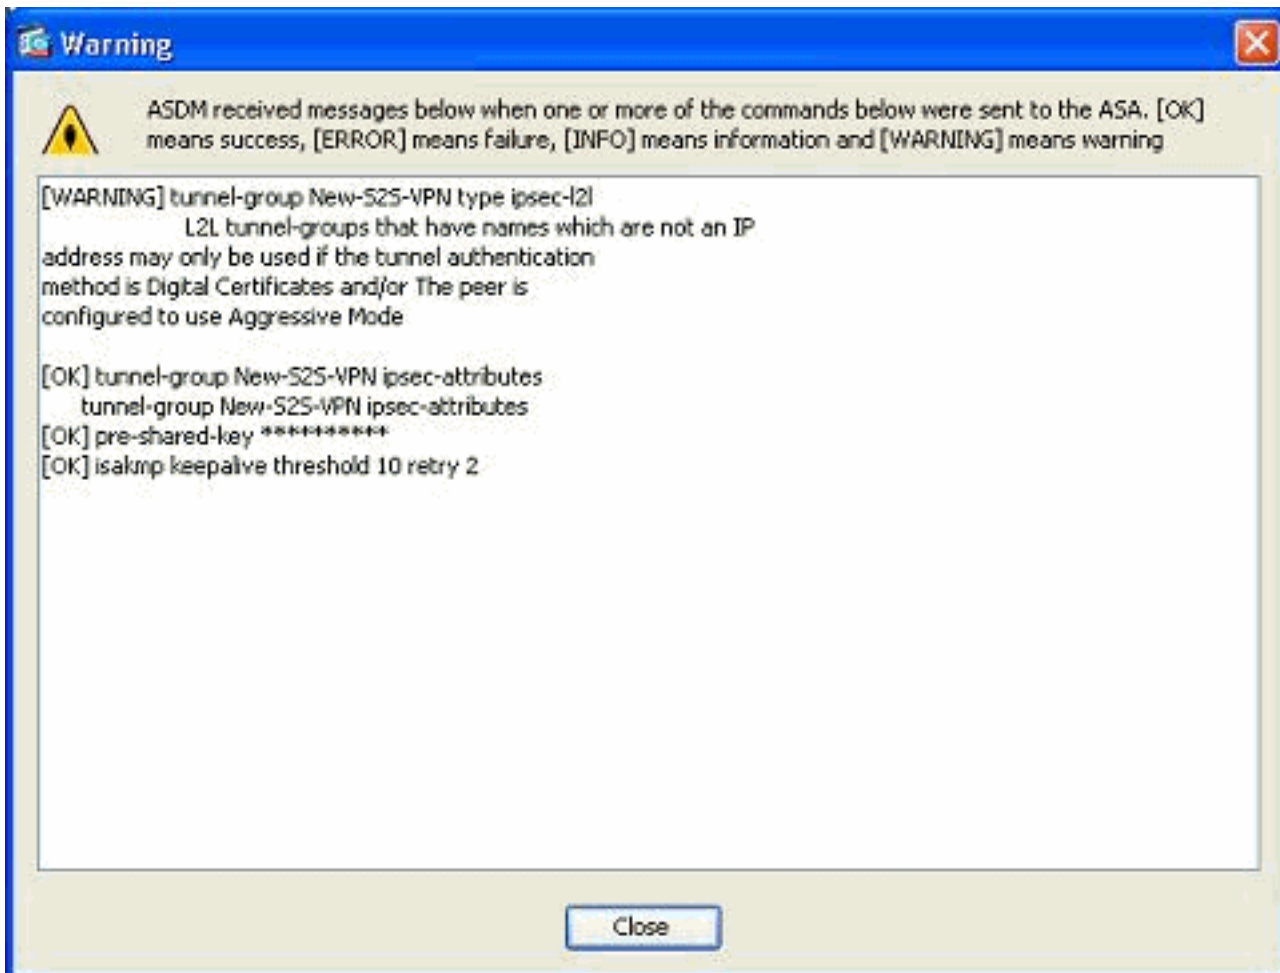 Warning
ASDM received messages below when one or more of the commands below were sent to the ASA. [OK]
means success, [ERROR] means failure, [INFO] means information and [WARNING] means warning
[WARNING] tunnel-group New-S2S-VPN type ipsec-l2l
L2L tunnel-groups that have names which are not an IP
address may only be used if the tunnel authentication
method is Digital Certificates and/or The peer is
configured to use Aggressive Mode
[OK] tunnel-group New-S2S-VPN ipsec-attributes
tunnel-group New-S2S-VPN ipsec-attributes
[OK] pre-shared-key **********
[OK] isakmp keepalive threshold 10 retry 2
Close